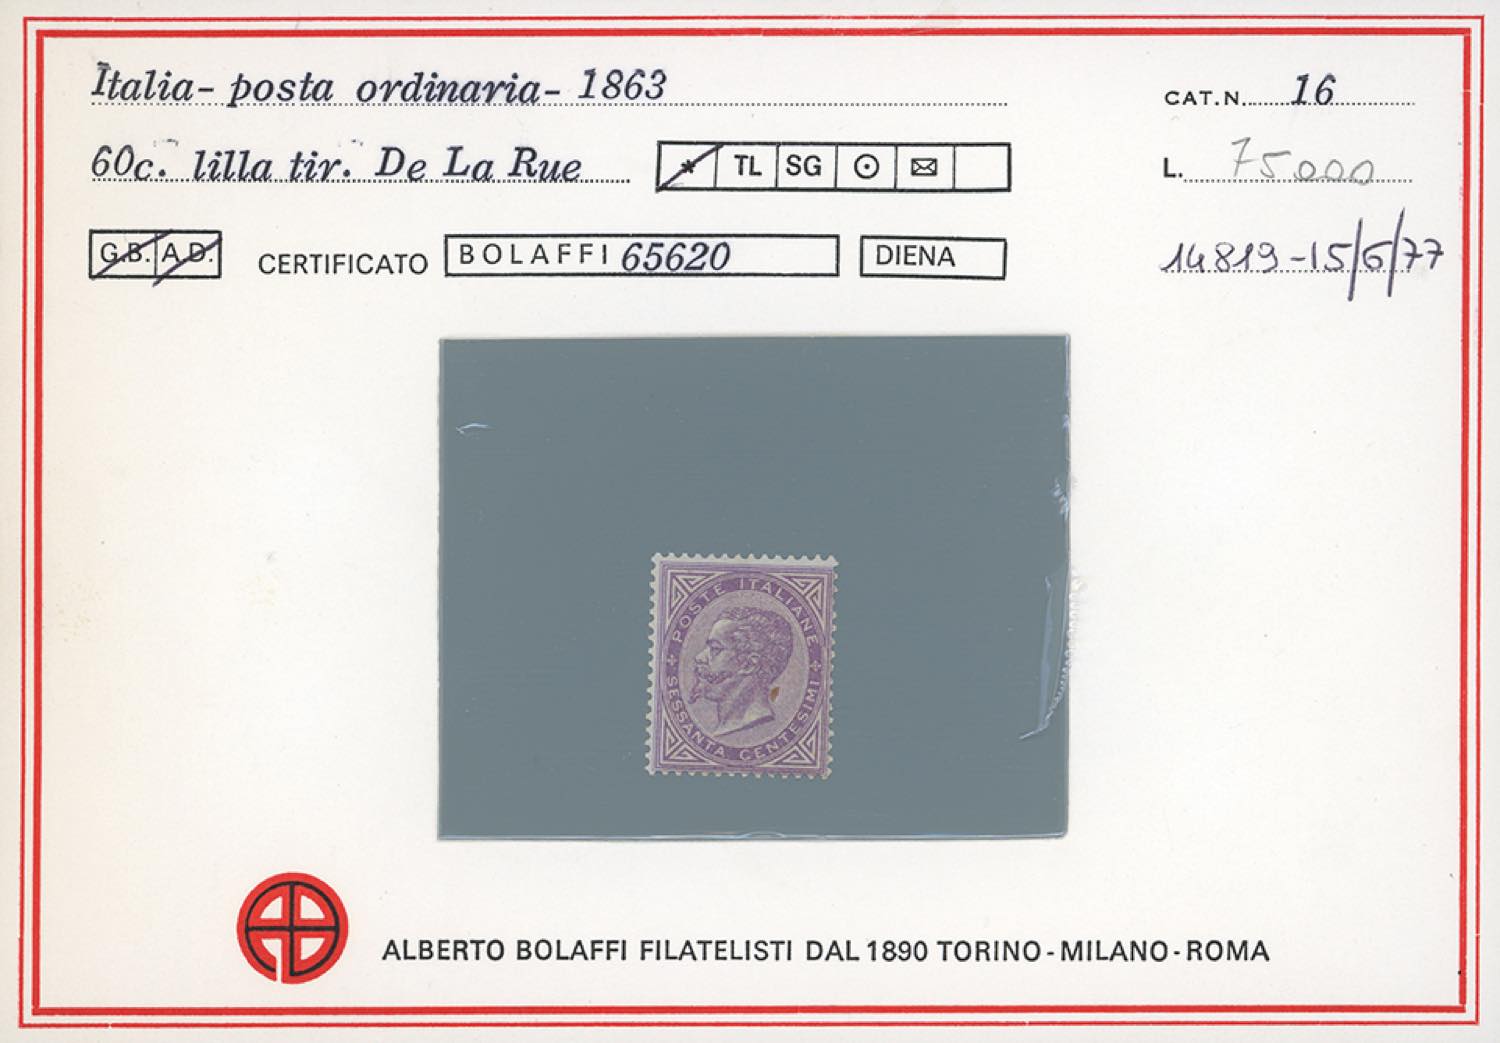 Italia- posta ordinaria- 1863
CAT.N. 16
60c. lilla tir. De La Rue
* TL SG
L. 75000
G.B. A.D. CERTIFICATO BOLAFFI 65620 DIENA
14819-15/6/77
POSTE ITALIANE
SESSANTA CENTESIMI
ALBERTO BOLAFFI FILATELISTI DAL 1890 TORINO-MILANO-ROMA